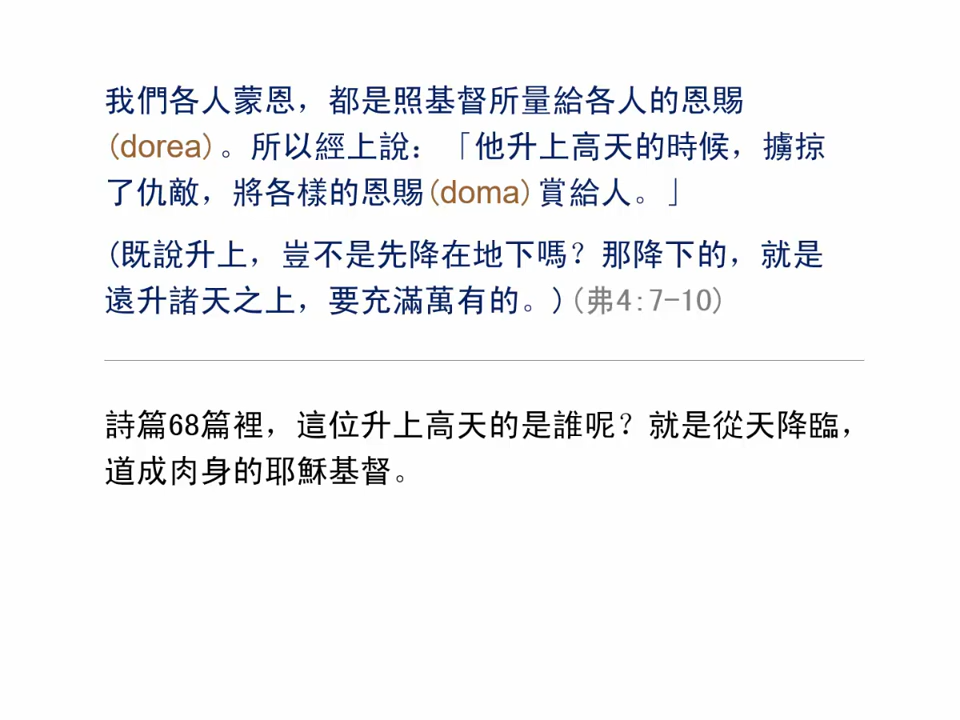 我們各人蒙恩，都是照基督所量給各人的恩賜
(dorea)。所以經上說：「他升上高天的時候，擄掠
了仇敵，將各樣的恩賜(doma)賞給人。」
(既說升上，豈不是先降在地下嗎？那降下的，就是
遠升諸天之上，要充滿萬有的。)(弗4:7-10)
詩篇68篇裡，這位升上高天的是誰呢？就是從天降臨，
道成肉身的耶穌基督。